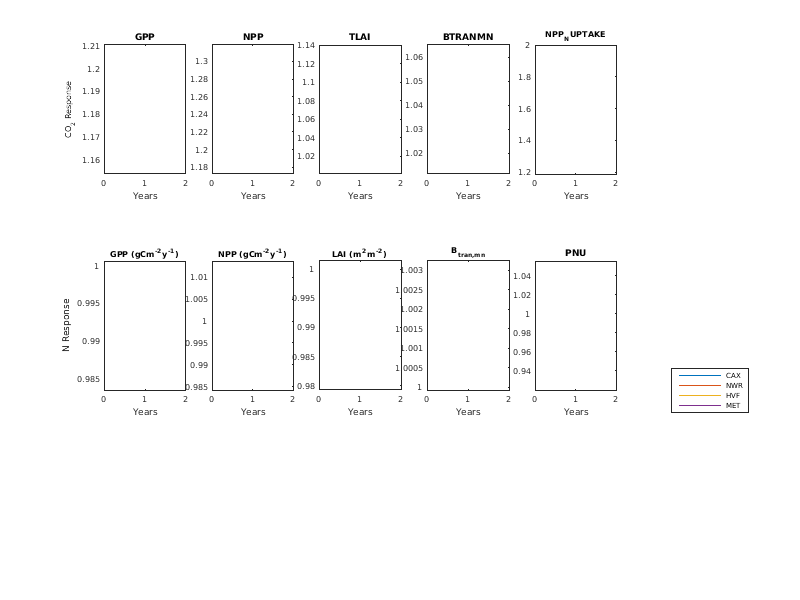 GPP
NPP
TLAI
BTRANMN
NPP_N UPTAKE
CO2 Response
1.21
1.2
1.19
1.18
1.17
1.16
0 1 2
Years
1.3
1.28
1.26
1.24
1.22
1.2
1.18
0 1 2
Years
1.14
1.12
1.1
1.08
1.06
1.04
1.02
0 1 2
Years
1.06
1.05
1.04
1.03
1.02
0 1 2
Years
2
1.8
1.6
1.4
1.2
0 1 2
Years
GPP (gCm-2y-1)
NPP (gCm-2y-1)
LAI (m2m-2)
Btran,mn
PNU
N Response
1
0.995
0.99
0.985
0 1 2
Years
1.01
1.005
1
0.995
0.99
0.985
0 1 2
Years
1
0.995
0.99
0.985
0.98
0 1 2
Years
1.003
1.0025
1.002
1.0015
1.001
1.0005
1
0 1 2
Years
1.04
1.02
1
0.98
0.96
0.94
0 1 2
Years
CAX
NWR
HVF
MET